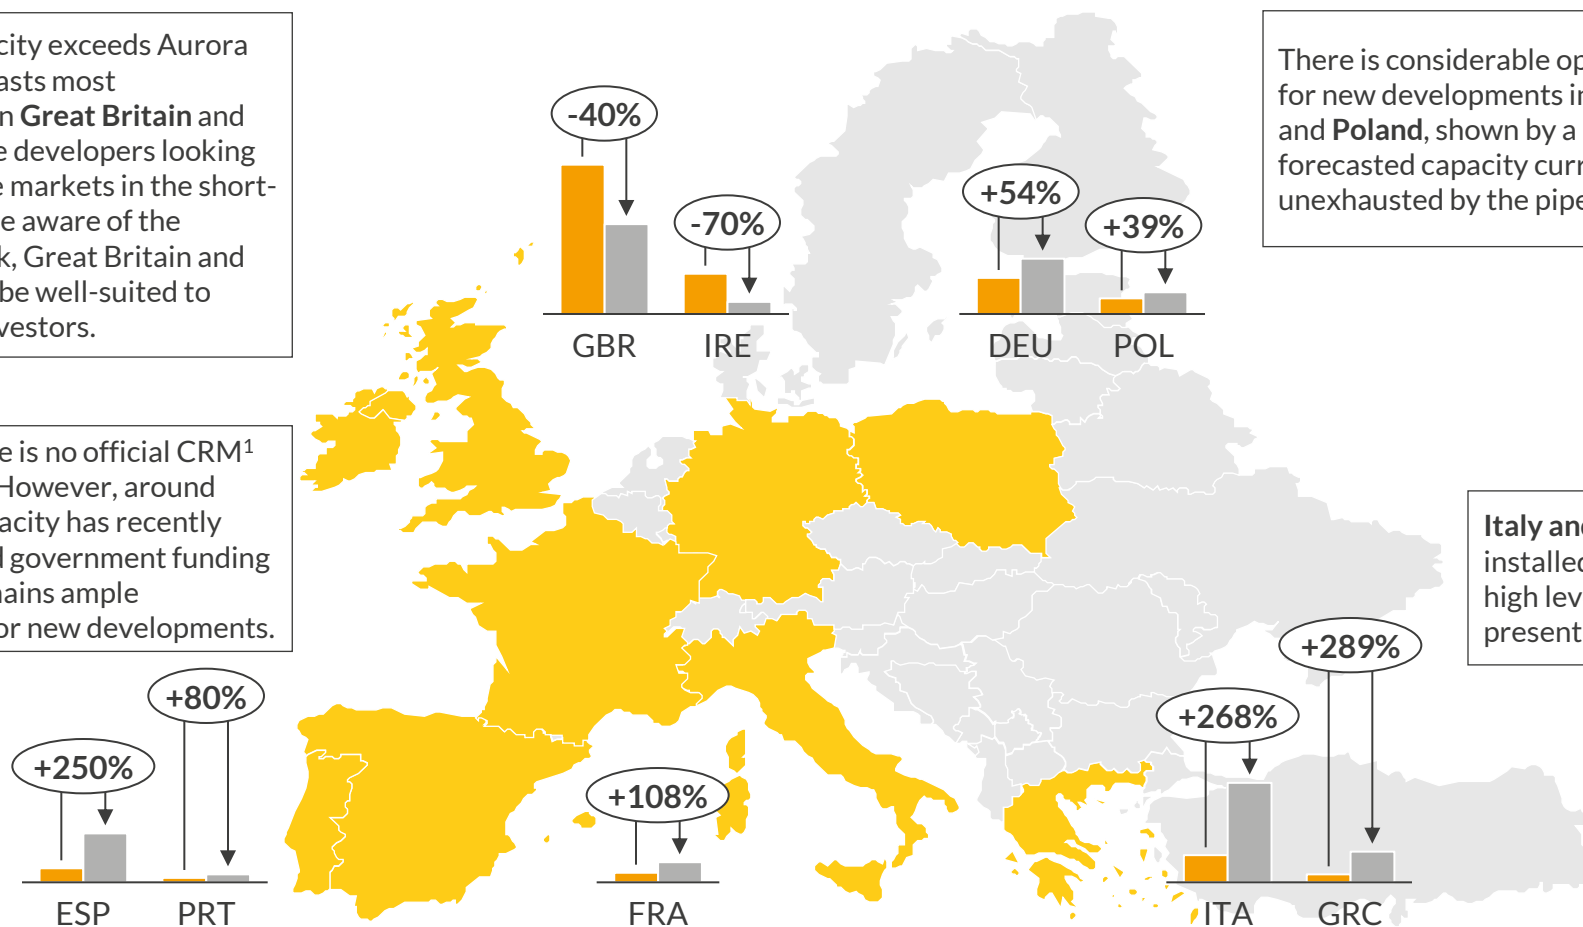 city exceeds Aurora
asts most
n Great Britain and
e developers looking
e markets in the short-
e aware of the
k, Great Britain and
be well-suited to
vestors.
There is considerable op
for new developments in
and Poland, shown by a
forecasted capacity curr
unexhausted by the pipe
-40%
-70%
GBR IRE
+54%
+39%
DEU POL
e is no official CRM¹
However, around
acity has recently
d government funding
ains ample
or new developments.
Italy and
installed
high lev
present
+80%
+250%
ESP PRT
+108%
FRA
+289%
+268%
ITA GRC